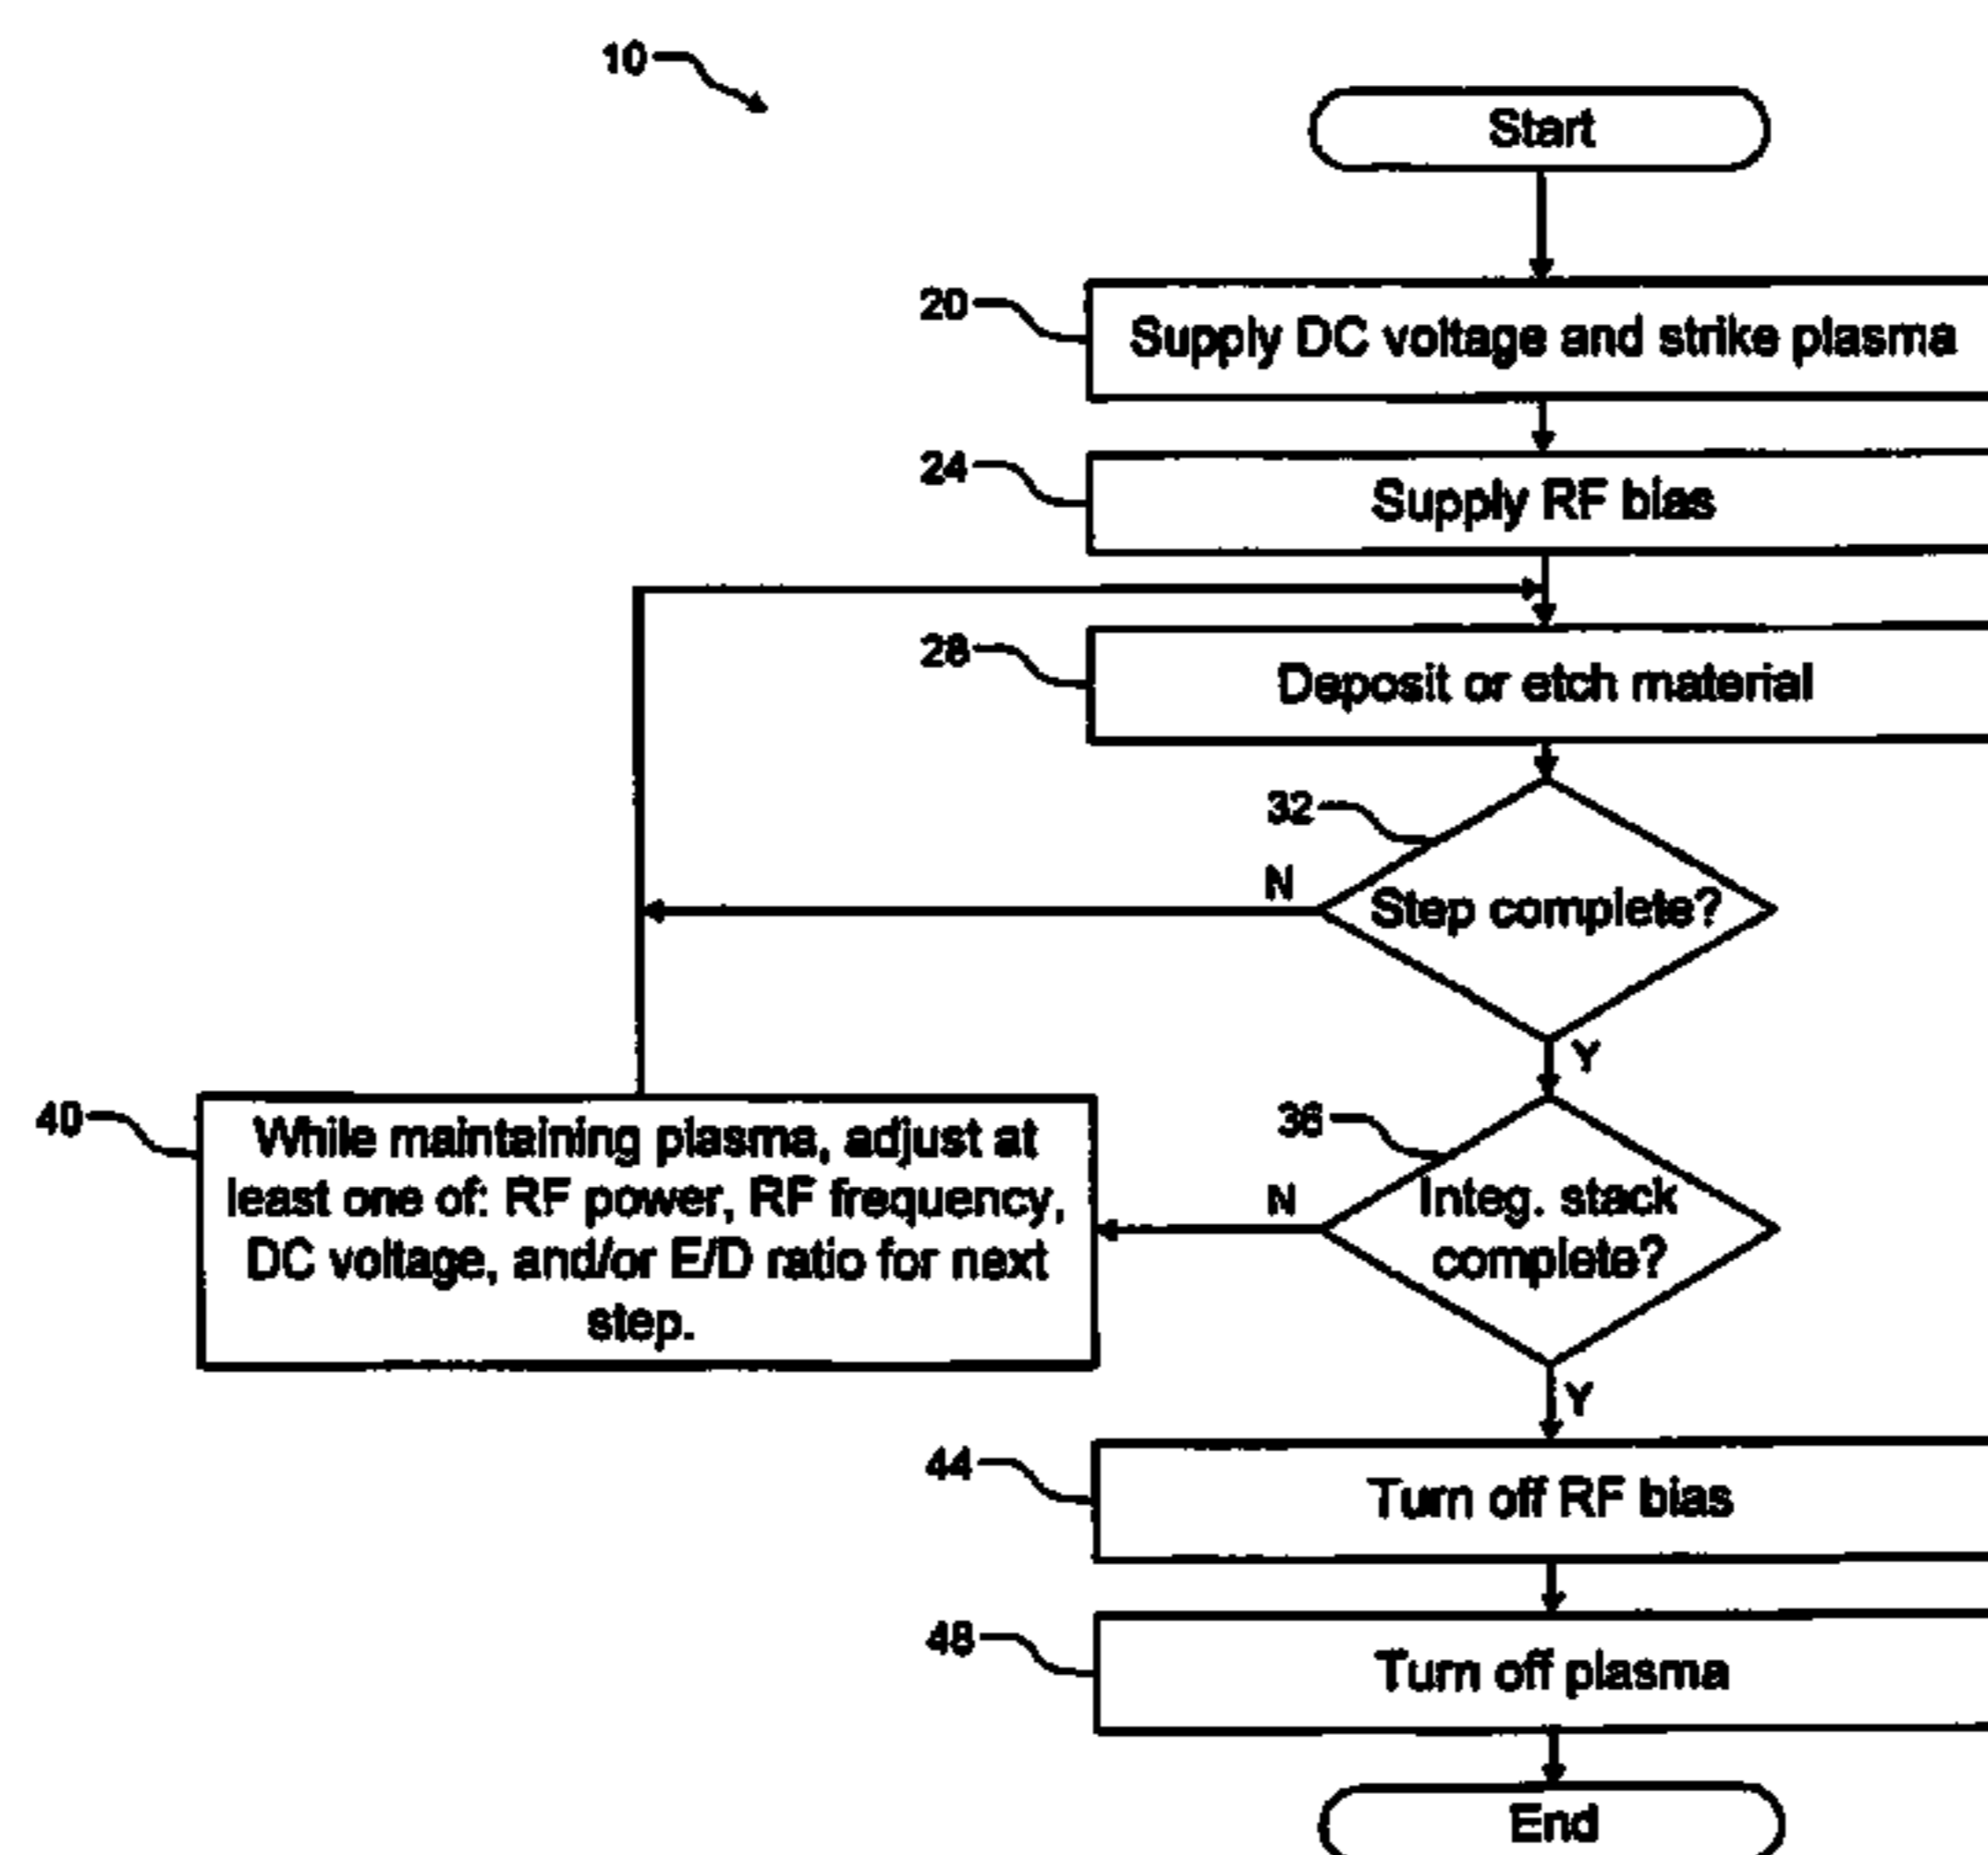 10
Start
20
Supply DC voltage and strike plasma
24
Supply RF bias
28
Deposit or etch material
32
N
Step complete?
Y
40
While maintaining plasma, adjust at
least one of: RF power, RF frequency,
DC voltage, and/or E/D ratio for next
step.
36
N
Integ. stack
complete?
Y
44
Turn off RF bias
48
Turn off plasma
End